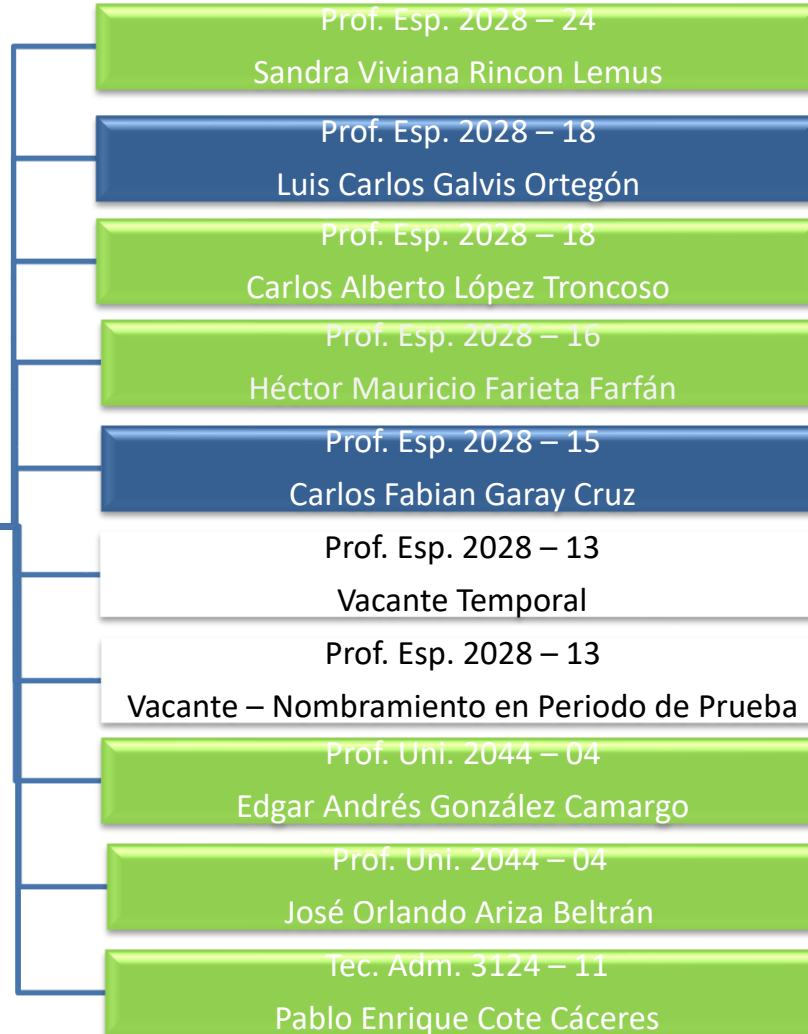 Prof. Esp. 2028 – 24
Sandra Viviana Rincon Lemus
Prof. Esp. 2028 – 18
Luis Carlos Galvis Ortegón
Prof. Esp. 2028 – 18
Carlos Alberto López Troncoso
Prof. Esp. 2028 – 16
Héctor Mauricio Farieta Farfán
Prof. Esp. 2028 – 15
Carlos Fabian Garay Cruz
Prof. Esp. 2028 – 13
Vacante Temporal
Prof. Esp. 2028 – 13
Vacante – Nombramiento en Periodo de Prueba
Prof. Uni. 2044 – 04
Edgar Andrés González Camargo
Prof. Uni. 2044 – 04
José Orlando Ariza Beltrán
Tec. Adm. 3124 – 11
Pablo Enrique Cote Cáceres